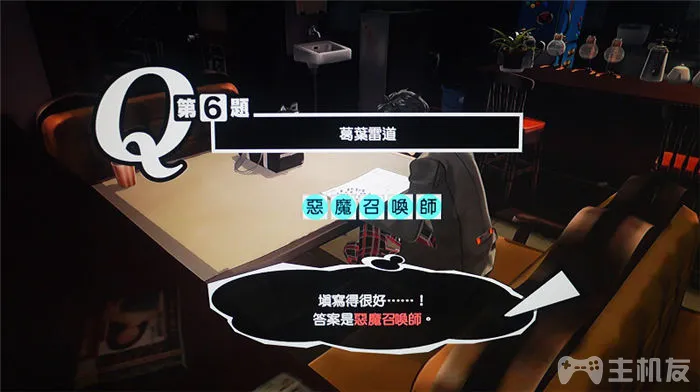 Q
第6題
葛葉雷道
惡魔召喚師
填寫得很好……！
答案是惡魔召喚師。
主机友